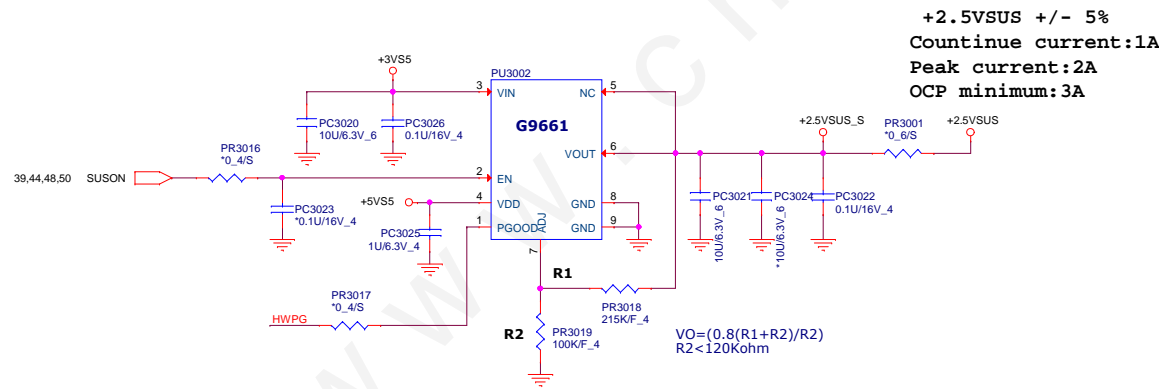 +2.5VSUS +/- 5%
Countinue current:1A
Peak current:2A
OCP minimum:3A
+3VS5
PU3002
3 VIN
NC 5
G9661
PC3020
10U/6.3V_6
PC3026
0.1U/16V_4
+2.5VSUS_S
+2.5VSUS
PR3001
*0_6/S
VOUT 6
PR3016
*0_4/S
39,44,48,50 SUSON
2 EN
PC3023
*0.1U/16V_4
+5VS5
4 VDD
GND 8
1 PGOOD
GND 9
ADJ
7
PC3025
1U/6.3V_4
PC3021
10U/6.3V_6
PC3024
*10U/6.3V_6
PC3022
0.1U/16V_4
R1
PR3018
215K/F_4
PR3017
*0_4/S
HWPG
R2
PR3019
100K/F_4
VO=(0.8(R1+R2)/R2)
R2<120Kohm
w w w . c h